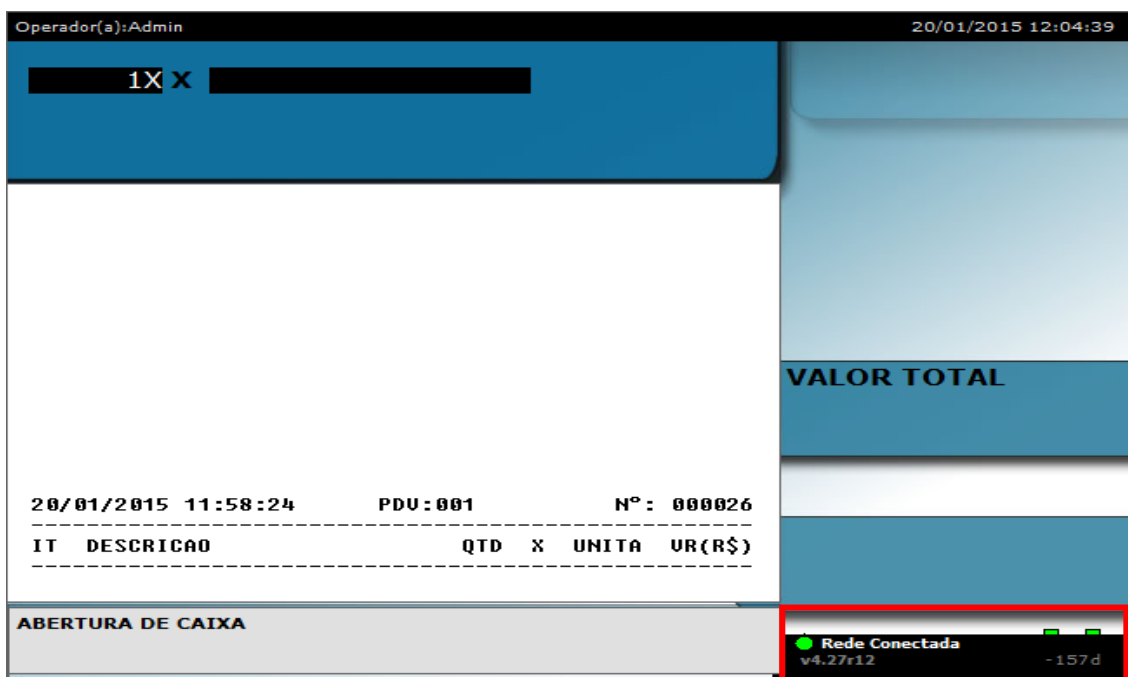 Operador(a):Admin 20/01/2015 12:04:39
1X X
VALOR TOTAL
20/01/2015 11:58:24 PDV:001 Nº: 000026
IT DESCRICAO QTD X UNITA VR(R$)
ABERTURA DE CAIXA
Rede Conectada
v4.27r12 -157d